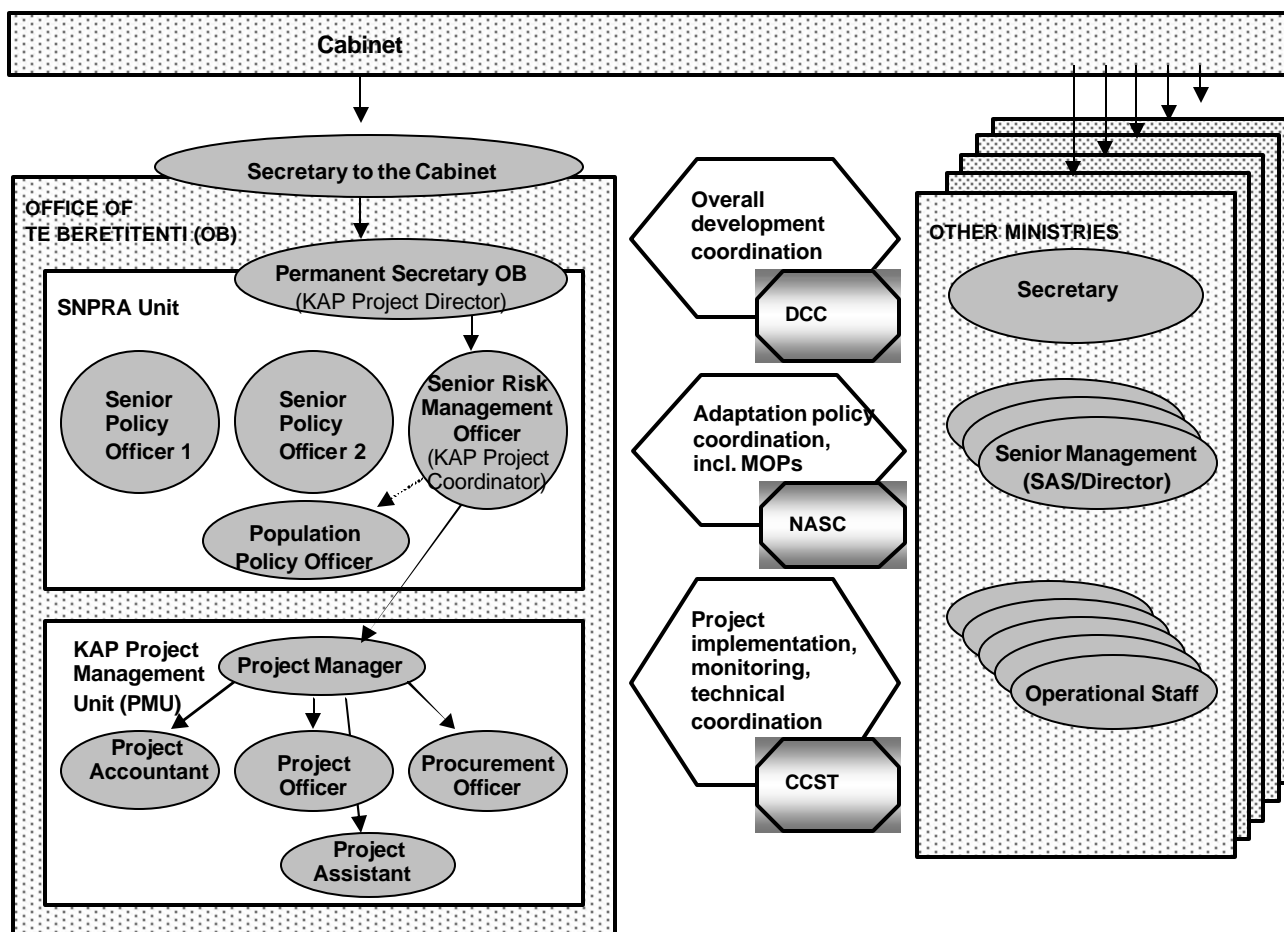 Cabinet
Secretary to the Cabinet
OFFICE OF
TE BERETITENTI (OB)
Permanent Secretary OB
(KAP Project Director)
SNPRA Unit
Senior
Policy
Officer 1
Senior
Policy
Officer 2
Senior Risk
Management
Officer
(KAP Project
Coordinator)
Population
Policy Officer
KAP Project
Management
Unit (PMU)
Project Manager
Project
Accountant
Project
Officer
Procurement
Officer
Project
Assistant
Overall
development
coordination
DCC
Adaptation policy
coordination,
incl. MOPs
NASC
Project
implementation,
monitoring,
technical
coordination
CCST
OTHER MINISTRIES
Secretary
Senior Management
(SAS/Director)
Operational Staff